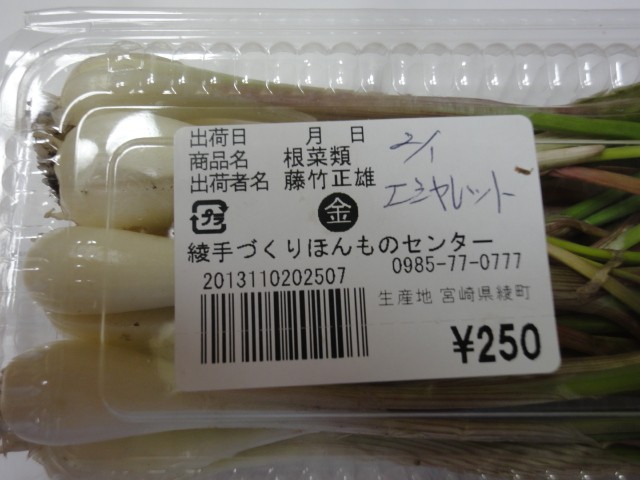 出荷日 月 日 2/1
商品名 根菜類
出荷者名 藤竹正雄 エシャレット
プラ 金
綾手づくりほんものセンター
2013110202507 0985-77-0777
生産地 宮崎県綾町
¥250